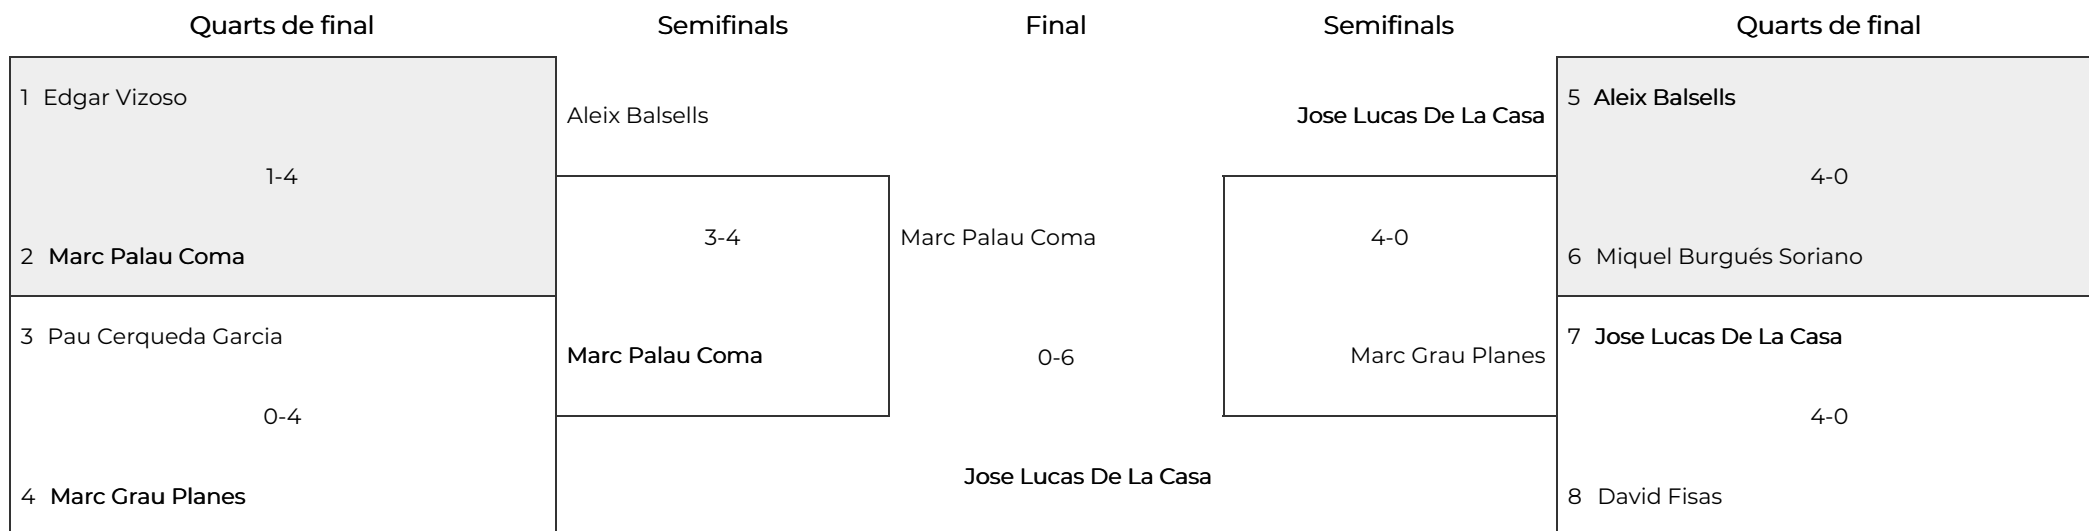 Quarts de final Semifinals Final Semifinals Quarts de final
1 Edgar Vizoso
5 Aleix Balsells
Aleix Balsells
Jose Lucas De La Casa
1-4
4-0
3-4
Marc Palau Coma
4-0
2 Marc Palau Coma
6 Miquel Burgués Soriano
3 Pau Cerqueda Garcia
7 Jose Lucas De La Casa
Marc Palau Coma
0-6
Marc Grau Planes
0-4
4-0
Jose Lucas De La Casa
4 Marc Grau Planes
8 David Fisas